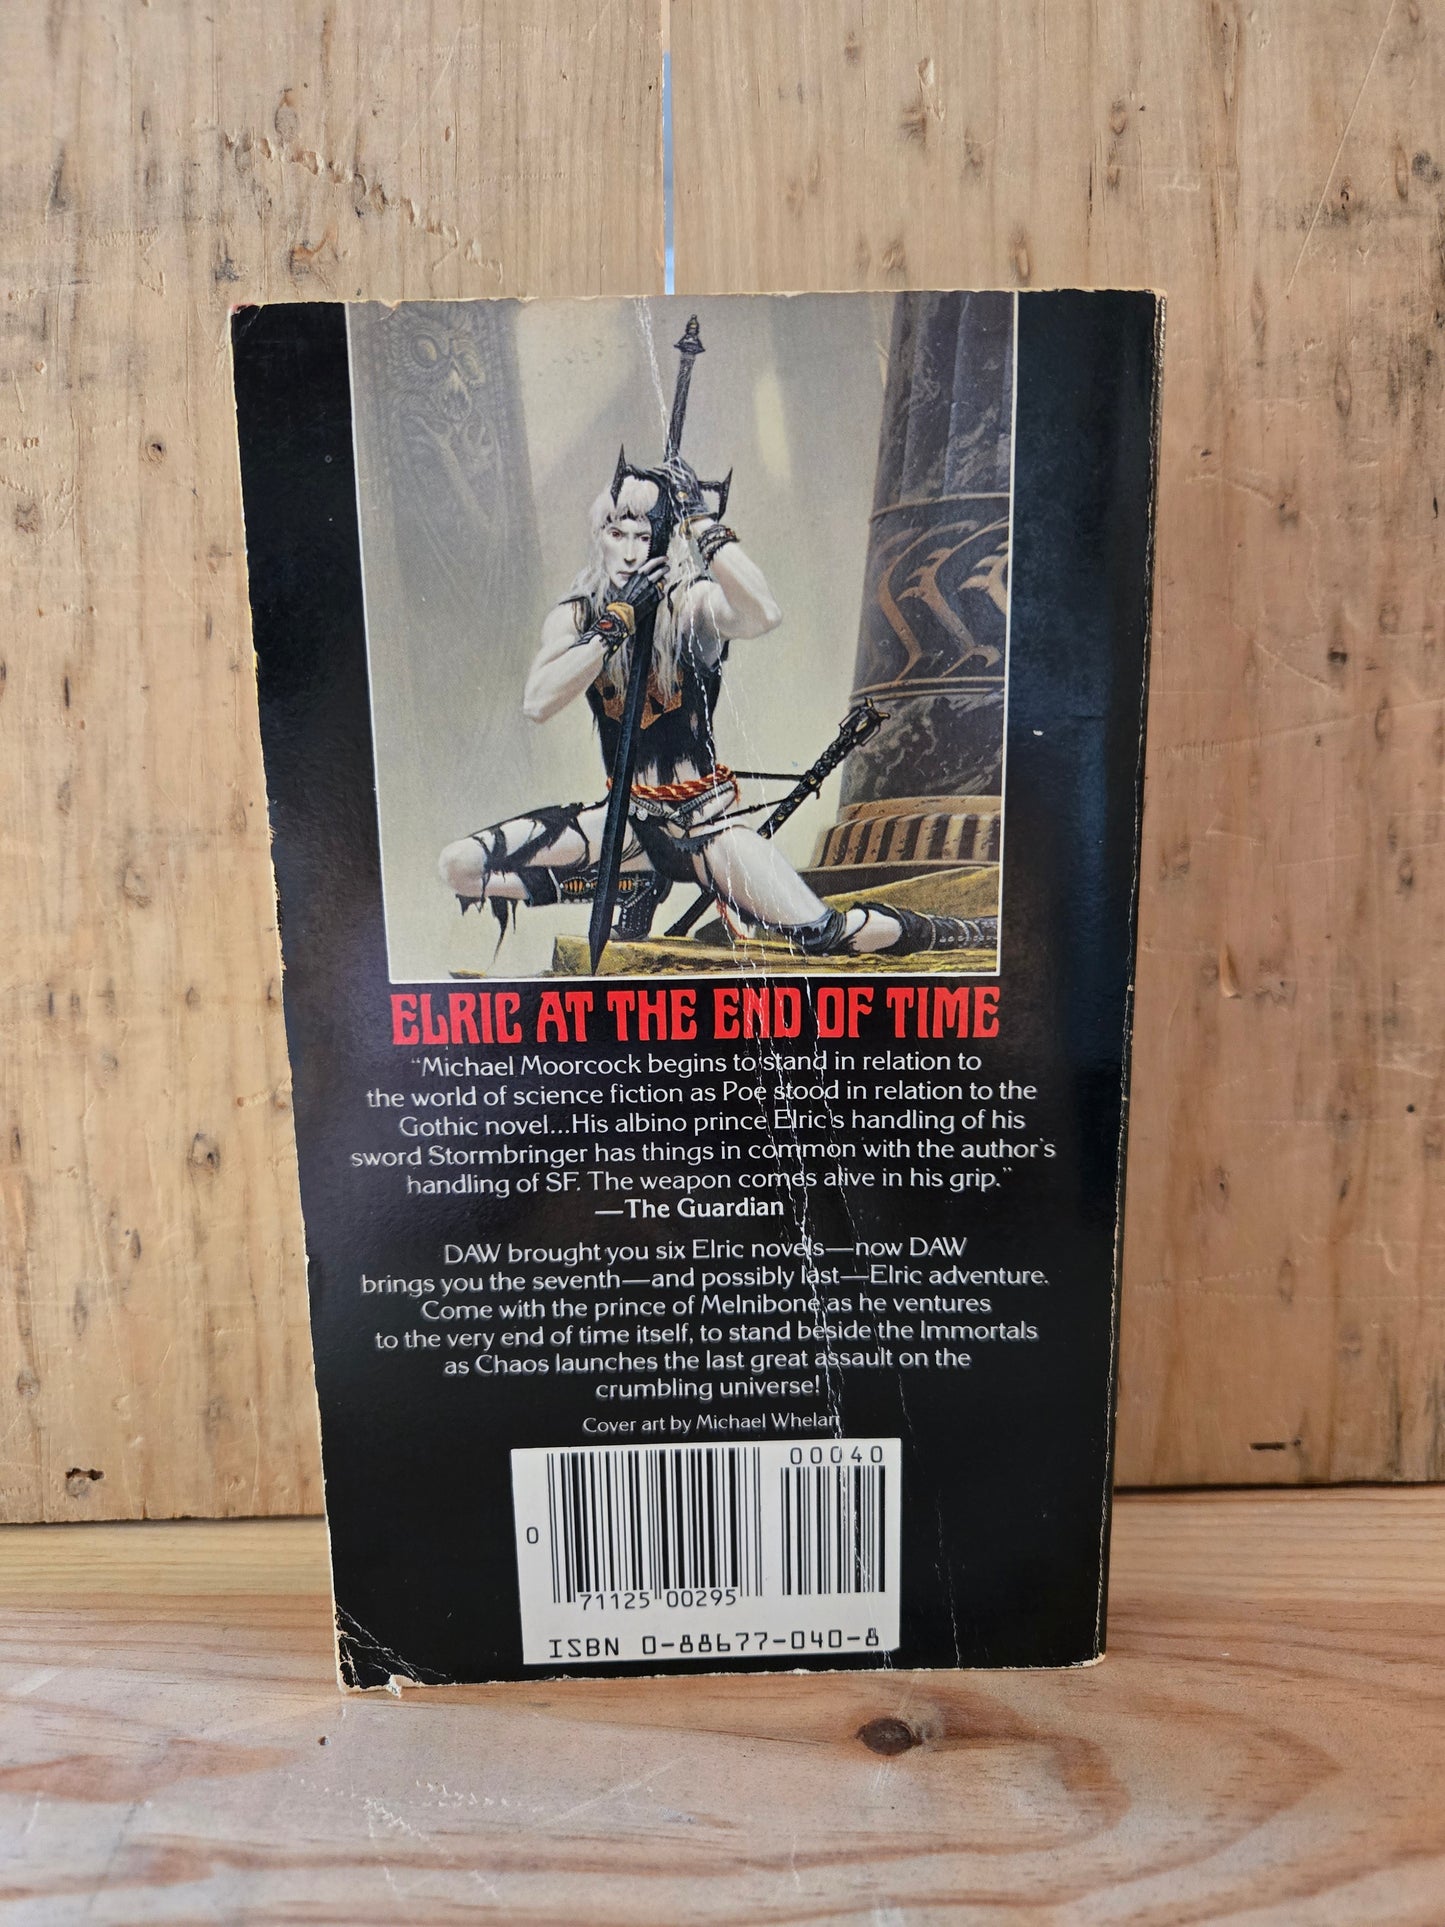 ELRIC AT THE END OF TIME
“Michael Moorcock begins to stand in relation to
the world of science fiction as Poe stood in relation to the
Gothic novel...His albino prince Elric's handling of his
sword Stormbringer has things in common with the author's
handling of SF. The weapon comes alive in his grip.”
—The Guardian
DAW brought you six Elric novels—now DAW
brings you the seventh—and possibly last—Elric adventure.
Come with the prince of Melnibone as he ventures
to the very end of time itself, to stand beside the Immortals
as Chaos launches the last great assault on the
crumbling universe!
Cover art by Michael Whelan
00040
0
71125 00295
ISBN 0-88677-040-8